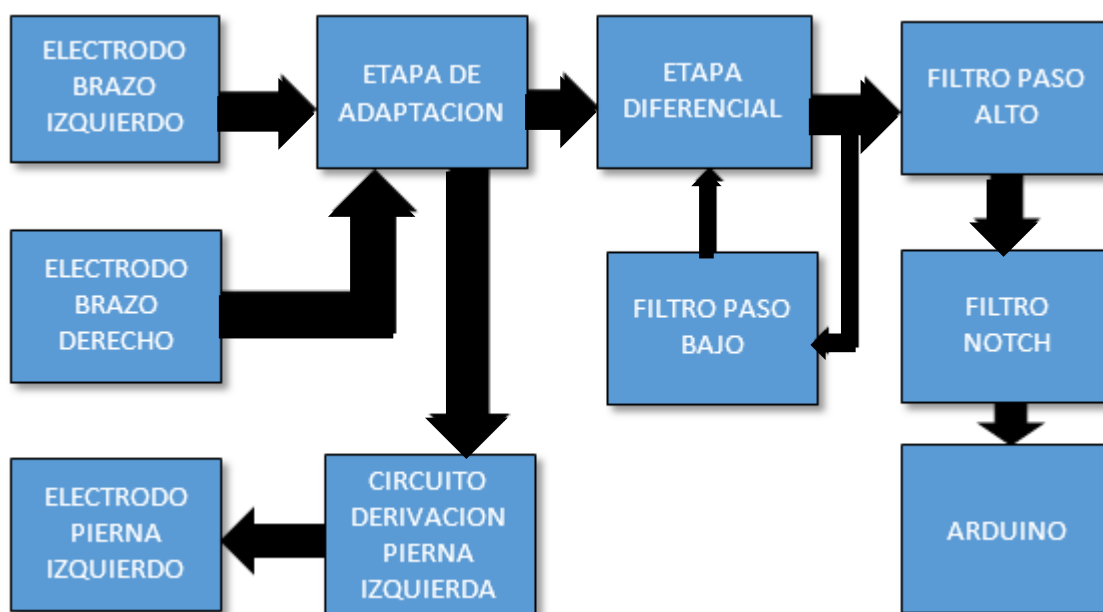 ELECTRODO
BRAZO
IZQUIERDO
ETAPA DE
ADAPTACION
ETAPA
DIFERENCIAL
FILTRO PASO
ALTO
ELECTRODO
BRAZO
DERECHO
FILTRO PASO
BAJO
FILTRO
NOTCH
ELECTRODO
PIERNA
IZQUIERDO
CIRCUITO
DERIVACION
PIERNA
IZQUIERDA
ARDUINO